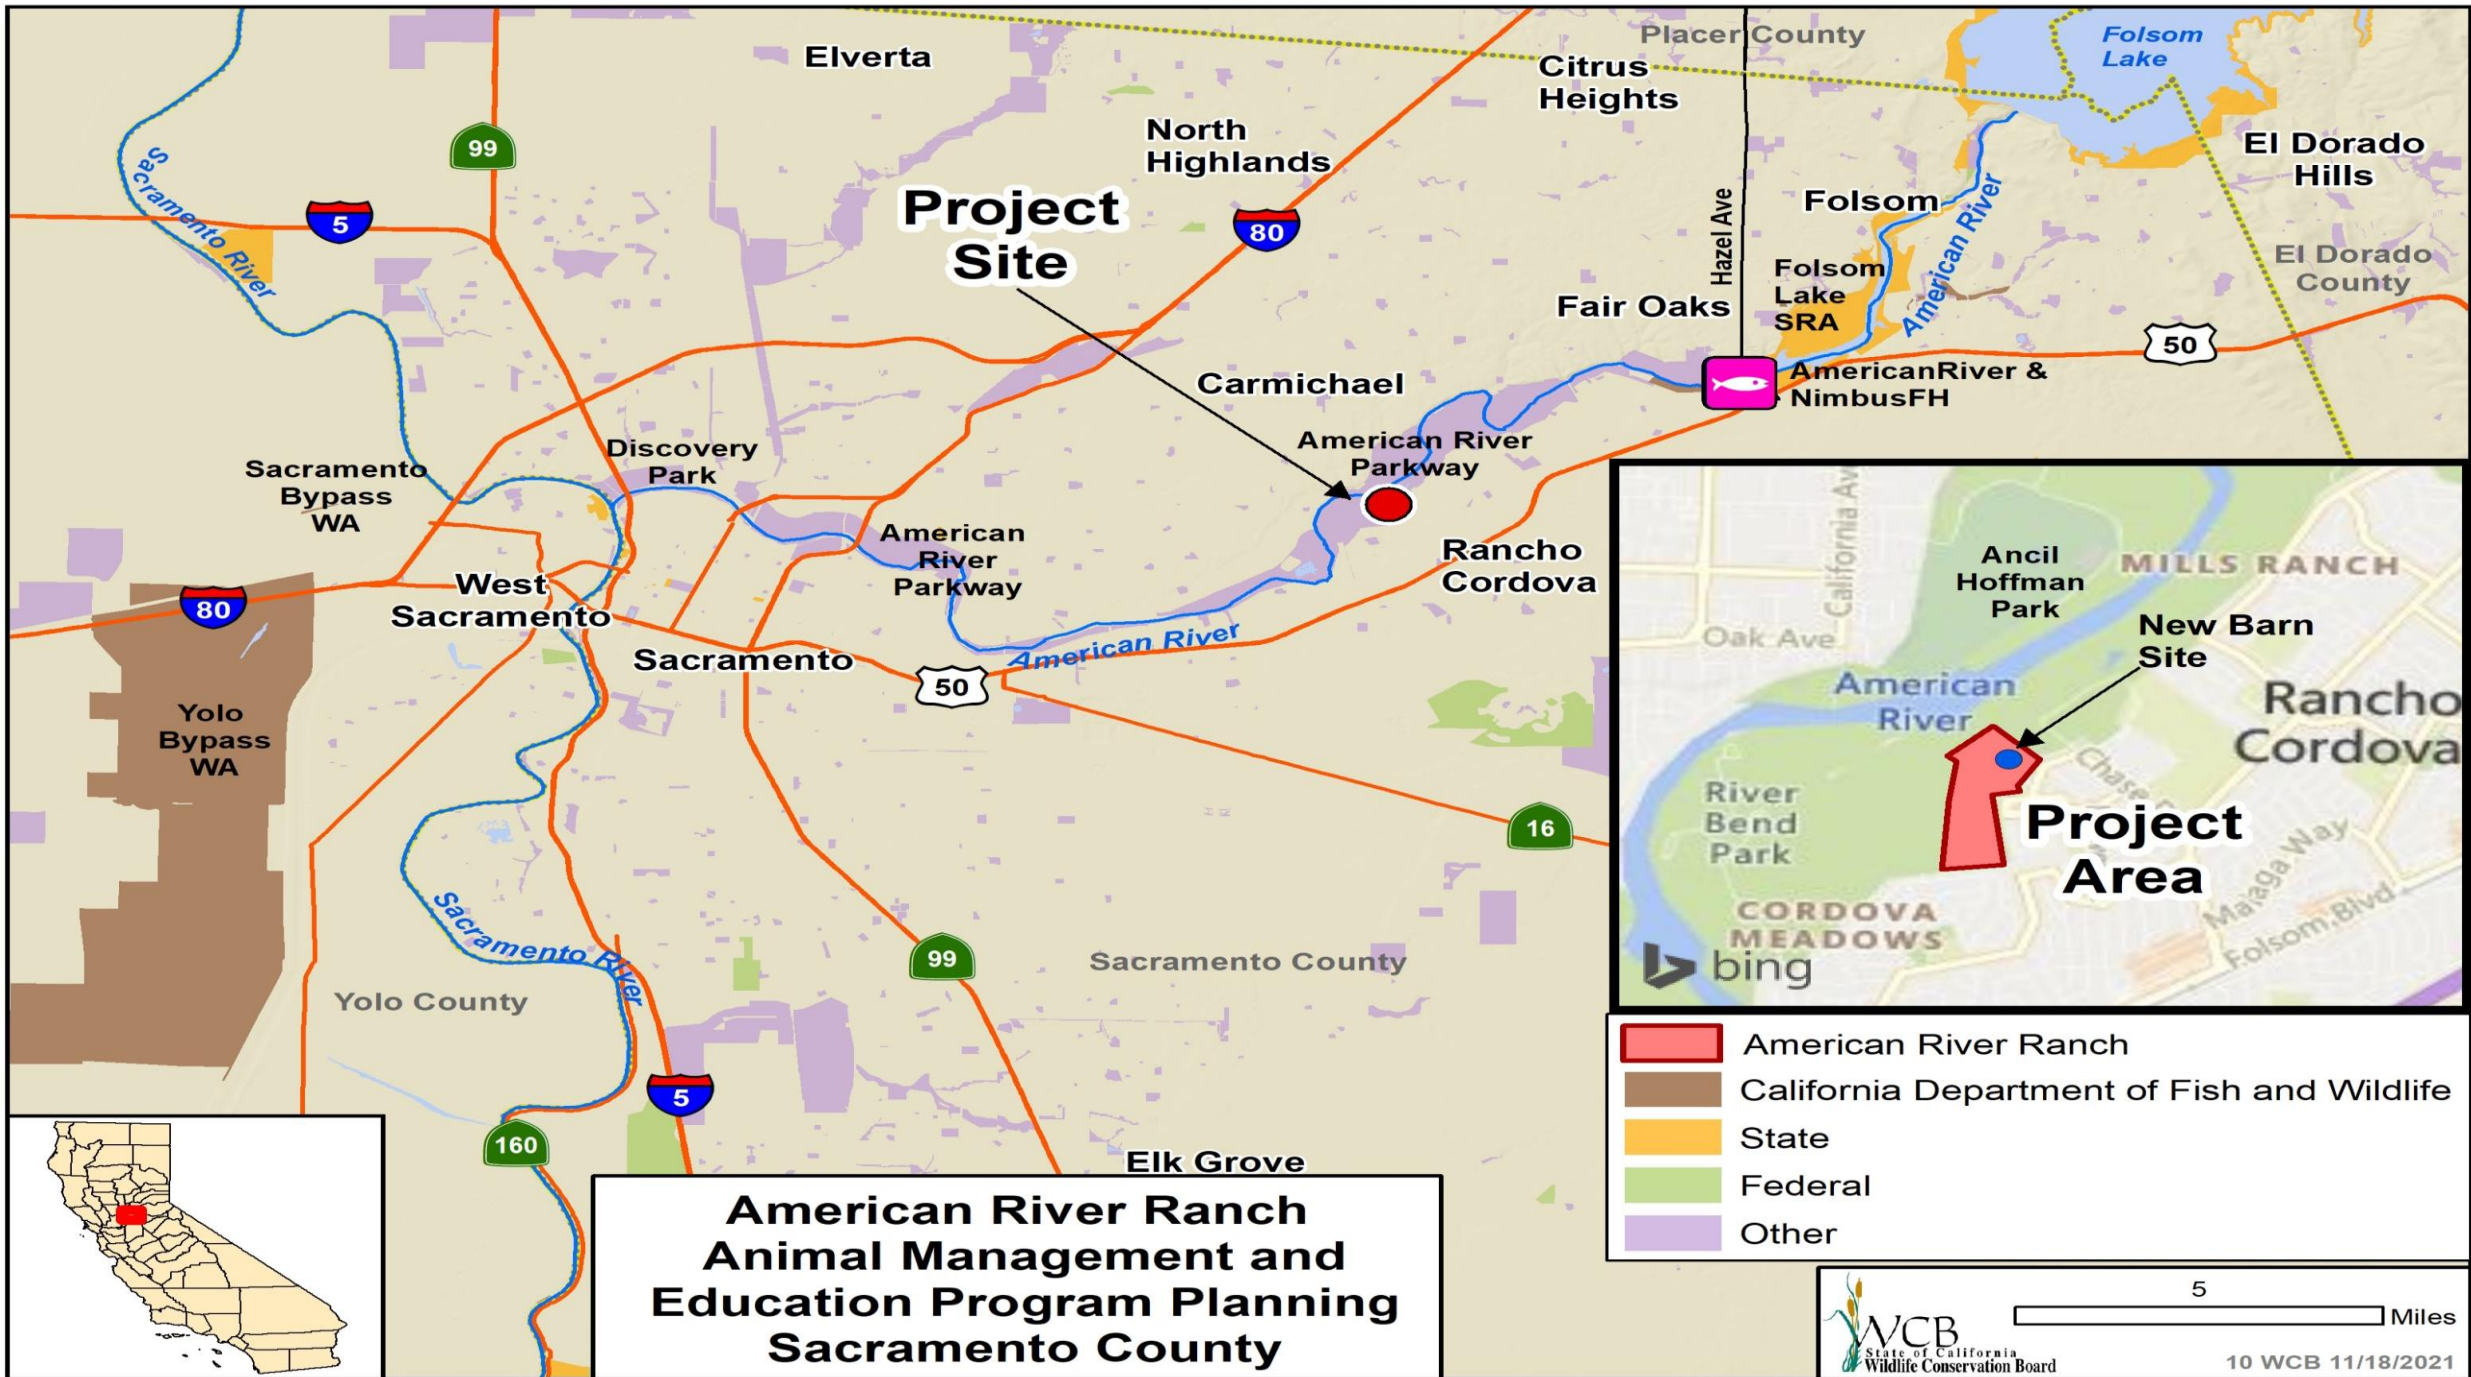 Elverta
Placer County
Folsom
Lake
Citrus
Heights
99
North
Highlands
El Dorado
Hills
Sacramento River
5
Project
Site
80
Hazel Ave
Folsom
American River
El Dorado
County
Folsom
Lake
SRA
Fair Oaks
50
AmericanRiver &
NimbusFH
Carmichael
American River
Parkway
Discovery
Park
Sacramento
Bypass
WA
American
River
Parkway
Rancho
Cordova
80
West
Sacramento
American River
Sacramento
50
Yolo
Bypass
WA
16
Sacramento River
99
Sacramento County
Yolo County
5
160
Elk Grove
California Av
Ancil
Hoffman
Park
MILLS RANCH
Oak Ave
New Barn
Site
American
River
Rancho
Cordova
River
Bend
Park
Project
Area
Malaga Way
Folsom Blvd
CORDOVA
MEADOWS
bing
American River Ranch
California Department of Fish and Wildlife
State
Federal
Other
American River Ranch
Animal Management and
Education Program Planning
Sacramento County
WCB
State of California
Wildlife Conservation Board
5
Miles
10 WCB 11/18/2021